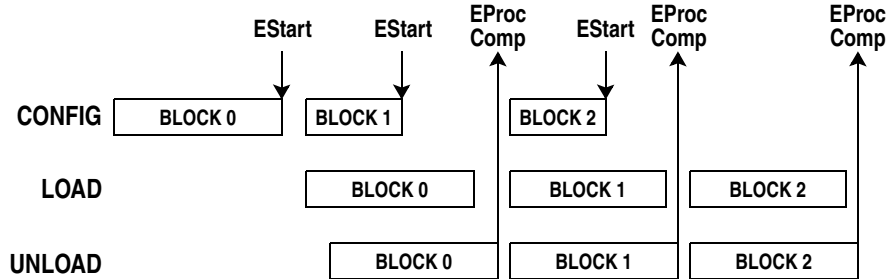 EStart EStart EProc Comp EStart EProc Comp EProc Comp
CONFIG BLOCK 0 BLOCK 1 BLOCK 2
LOAD BLOCK 0 BLOCK 1 BLOCK 2
UNLOAD BLOCK 0 BLOCK 1 BLOCK 2